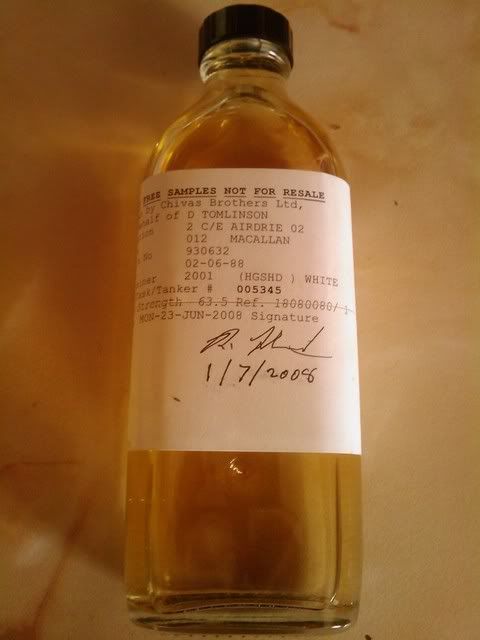 FREE SAMPLES NOT FOR RESALE
by Chivas Brothers Ltd,
of D TOMLINSON
2 C/E AIRDRIE 02
012 MACALLAN
No 930632
02-06-88
2001 (HGSHD ) WHITE
Cask/Tanker # 005345
Strength 63.5 Ref. 18080080/ 1
MON-23-JUN-2008 Signature
1/7/2008